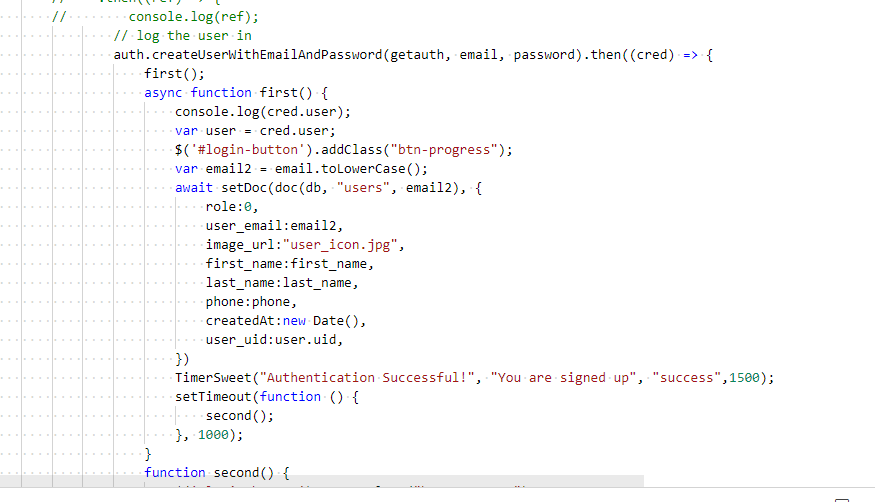 //        console.log(ref);
// log the user in
auth.createUserWithEmailAndPassword(getauth, email, password).then((cred) => {
first();
async function first() {
console.log(cred.user);
var user = cred.user;
$('#login-button').addClass("btn-progress");
var email2 = email.toLowerCase();
await setDoc(doc(db, "users", email2), {
role:0,
user_email:email2,
image_url:"user_icon.jpg",
first_name:first_name,
last_name:last_name,
phone:phone,
createdAt:new Date(),
user_uid:user.uid,
})
TimerSweet("Authentication Successful!", "You are signed up", "success",1500);
setTimeout(function () {
second();
}, 1000);
}
function second() {